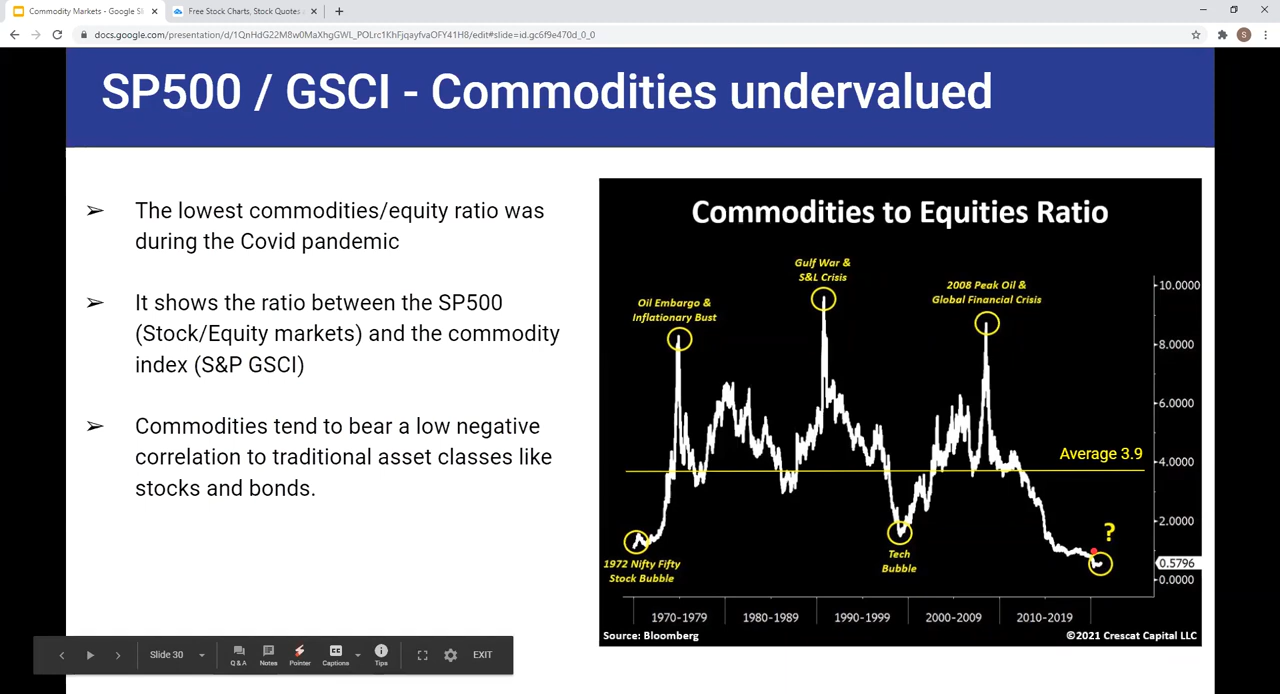 Commodity Markets - Google Sl
Free Stock Charts, Stock Quotes
docs.google.com/presentation/d/1QnHdG22M8w0MaXhgGWL_POLrc1KhFjqayfvaOFY41H8/edit#slide=id.gc6f9e470d_0_0
S
SP500 / GSCI - Commodities undervalued
➢ The lowest commodities/equity ratio was
during the Covid pandemic
➢ It shows the ratio between the SP500
(Stock/Equity markets) and the commodity
index (S&P GSCI)
➢ Commodities tend to bear a low negative
correlation to traditional asset classes like
stocks and bonds.
Commodities to Equities Ratio
Gulf War &
S&L Crisis
2008 Peak Oil &
Global Financial Crisis
Oil Embargo &
Inflationary Bust
10.0000
8.0000
6.0000
Average 3.9
4.0000
2.0000
?
0.5796
0.0000
1972 Nifty Fifty
Stock Bubble
Tech
Bubble
1970-1979
1980-1989
1990-1999
2000-2009
2010-2019
Source: Bloomberg
©2021 Crescat Capital LLC
Slide 30
Q & A
Notes
Pointer
Captions
Tips
EXIT